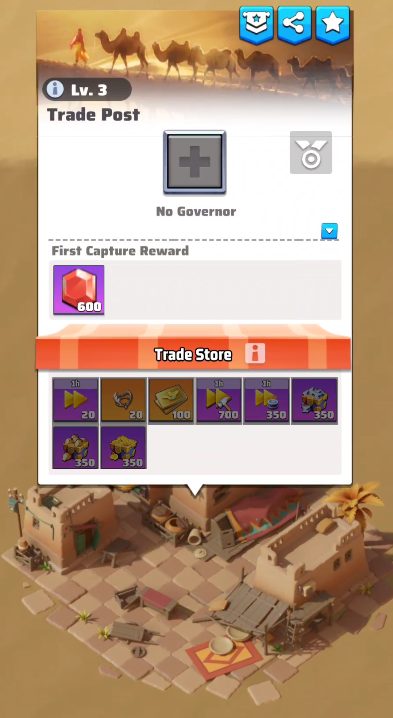 Lv. 3
Trade Post
No Governor
First Capture Reward
600
Trade Store
1h 1h 1h
20 20 100 700 350 350
350 350